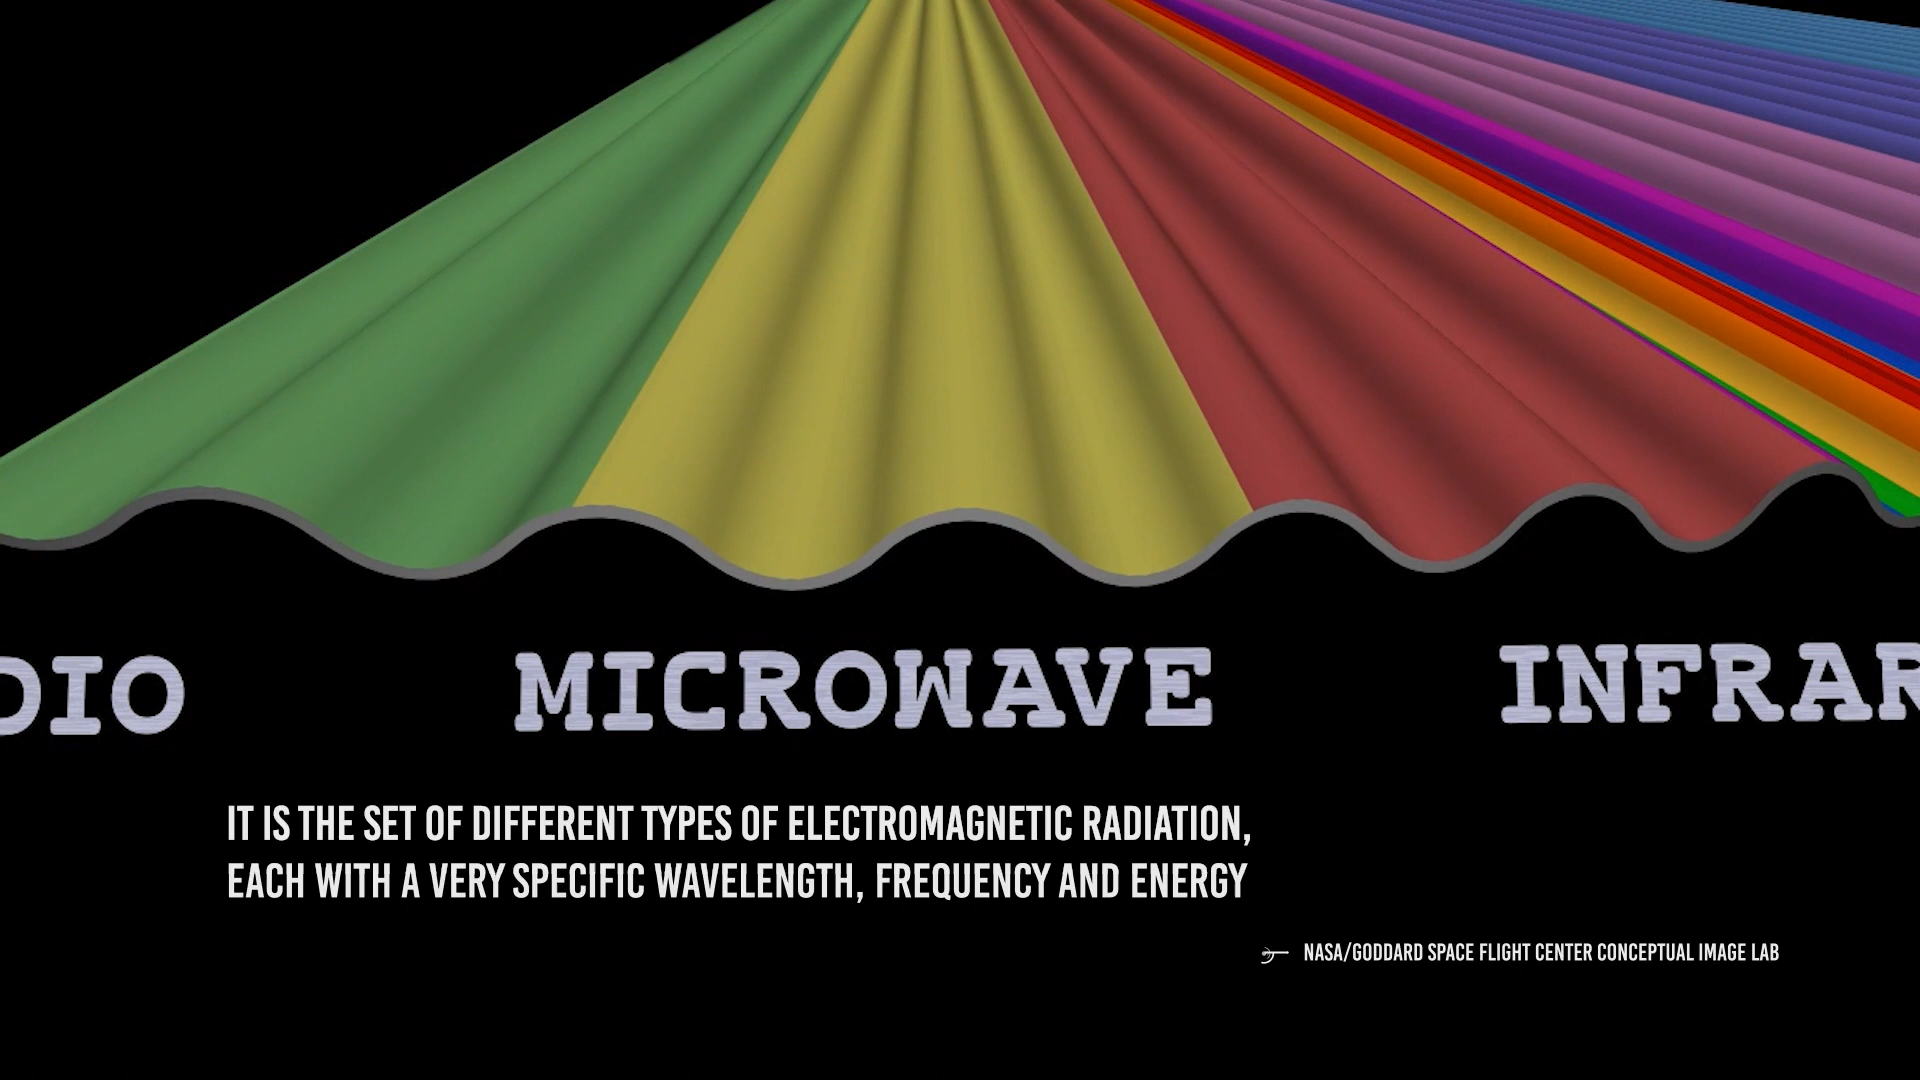 DIO MICROWAVE INFRAR
IT IS THE SET OF DIFFERENT TYPES OF ELECTROMAGNETIC RADIATION,
EACH WITH A VERY SPECIFIC WAVELENGTH, FREQUENCY AND ENERGY
NASA/GODDARD SPACE FLIGHT CENTER CONCEPTUAL IMAGE LAB